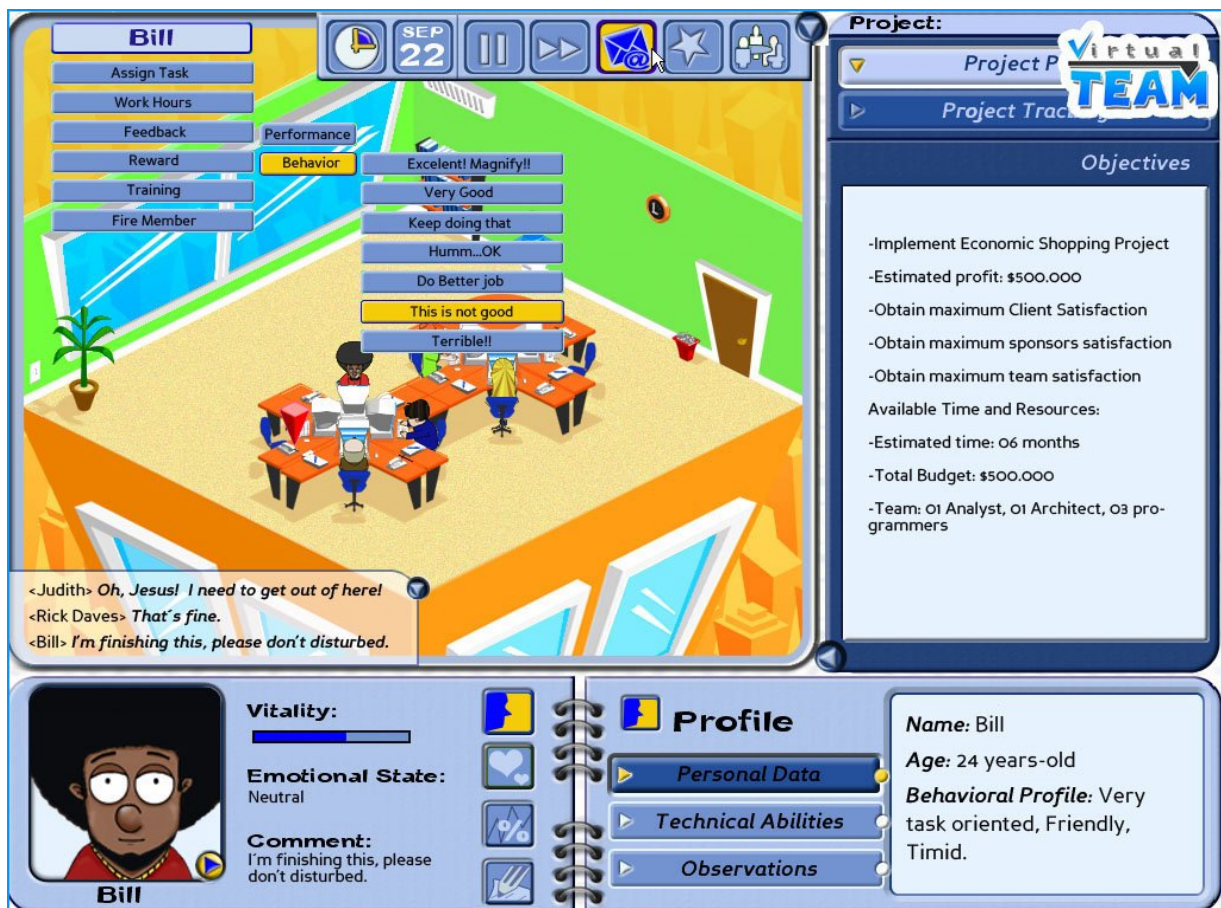 Bill
Assign Task
Work Hours
Feedback
Reward
Training
Fire Member
Performance
Behavior
Excelent! Magnify!!
Very Good
Keep doing that
Humm...OK
Do Better job
This is not good
Terrible!!
SEP
22
@
L
<Judith> Oh, Jesus! I need to get out of here!
<Rick Daves> That´s fine.
<Bill> I'm finishing this, please don't disturbed.
Project:
Project P
Virtual
TEAM
Project Trac
Objectives
-Implement Economic Shopping Project
-Estimated profit: $500.000
-Obtain maximum Client Satisfaction
-Obtain maximum sponsors satisfaction
-Obtain maximum team satisfaction
Available Time and Resources:
-Estimated time: 06 months
-Total Budget: $500.000
-Team: 01 Analyst, 01 Architect, 03 pro-
grammers
Bill
Vitality:
Emotional State:
Neutral
Comment:
I´m finishing this, please
don´t disturbed.
%
Profile
Personal Data
Technical Abilities
Observations
Name: Bill
Age: 24 years-old
Behavioral Profile: Very
task oriented, Friendly,
Timid.